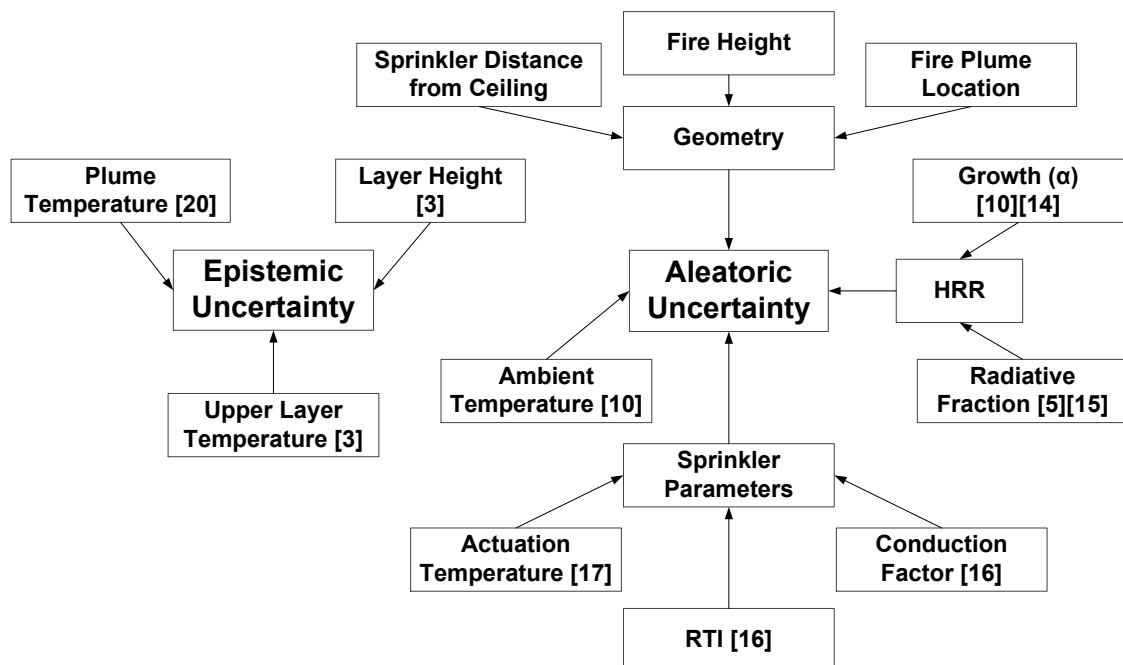 Fire Height
Sprinkler Distance
from Ceiling
Fire Plume
Location
Geometry
Plume
Temperature [20]
Layer Height
[3]
Growth (α)
[10][14]
Epistemic
Uncertainty
Aleatoric
Uncertainty
HRR
Upper Layer
Temperature [3]
Ambient
Temperature [10]
Radiative
Fraction [5][15]
Sprinkler
Parameters
Actuation
Temperature [17]
Conduction
Factor [16]
RTI [16]